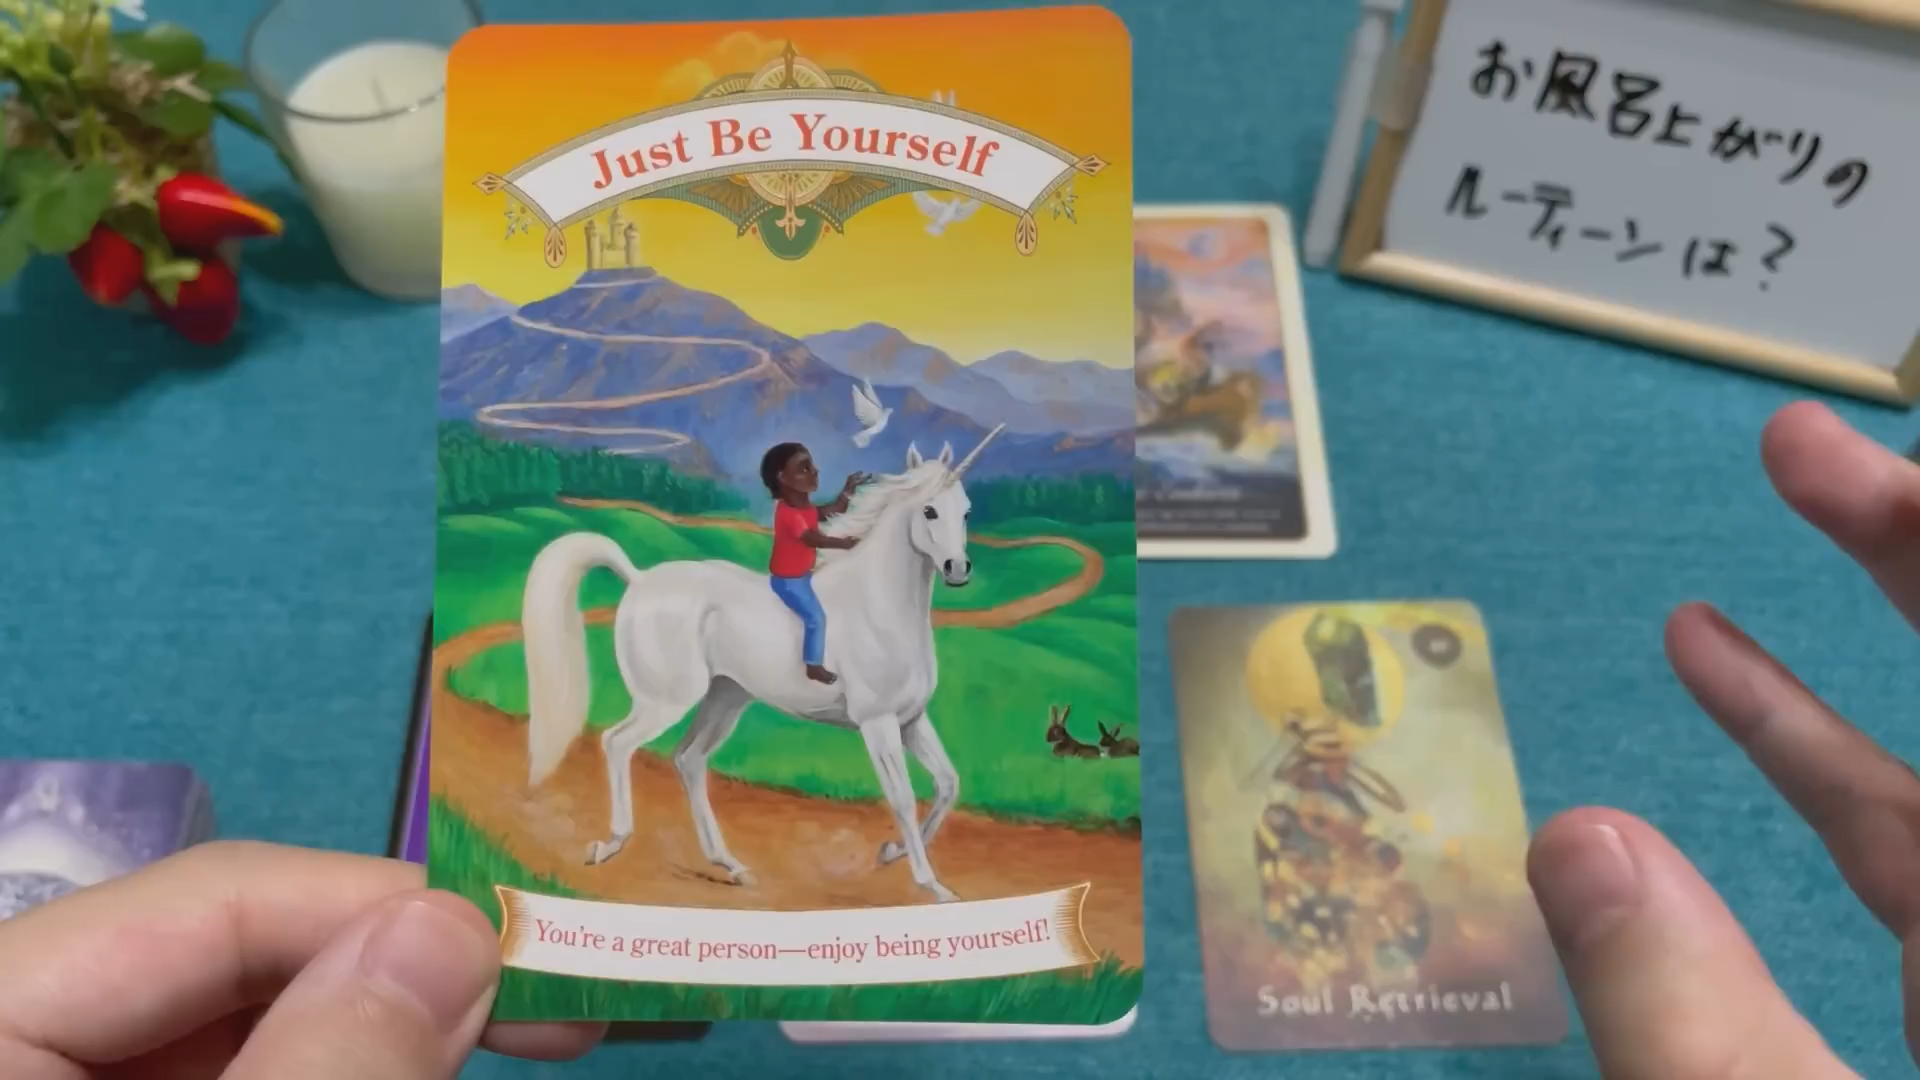 Just Be Yourself
You're a great person—enjoy being yourself!
お風呂上がりの
ルーティーンは?
Soul Retrieval